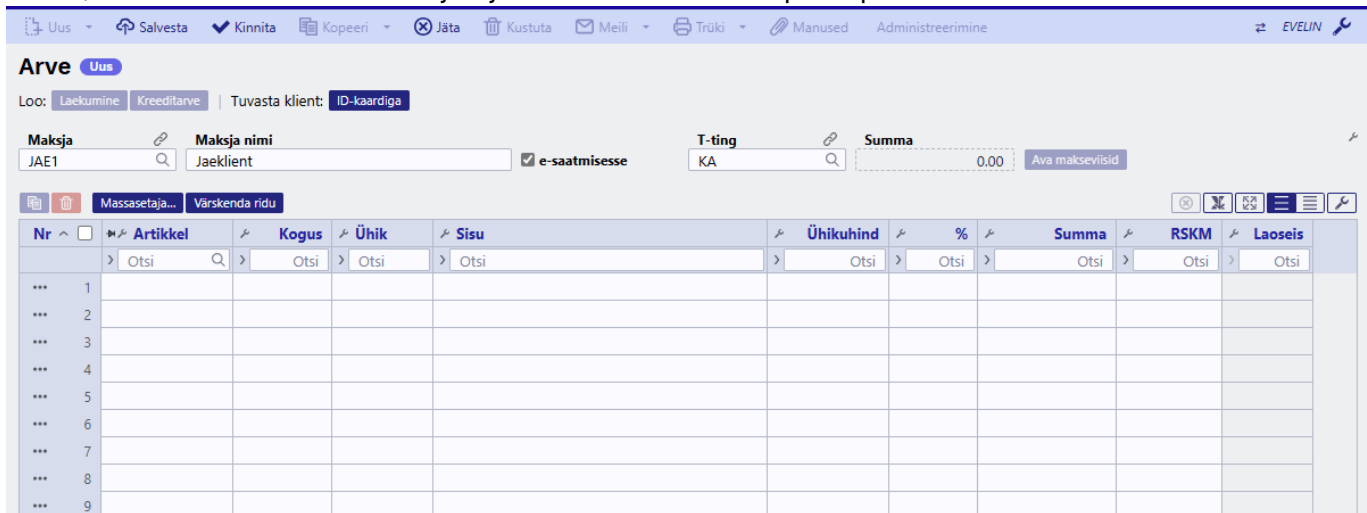 Uus Salvesta Kinnita Kopeeri Jäta Kustuta Meili Trüki Manused Administreerimine EVELIN
Arve Uus
Loo: Laekumine Kreeditarve | Tuvasta klient: ID-kaardiga
Maksja Maksja nimi T-ting Summa
JAE1 Jaeklient e-saatmisesse KA 0.00 Ava makseviisid
Massasetaja... Värskenda ridu
Nr Artikkel Kogus Ühik Sisu Ühikuhind % Summa RSKM Laoseis
Otsi Otsi Otsi Otsi Otsi Otsi Otsi Otsi Otsi
1
2
3
4
5
6
7
8
9